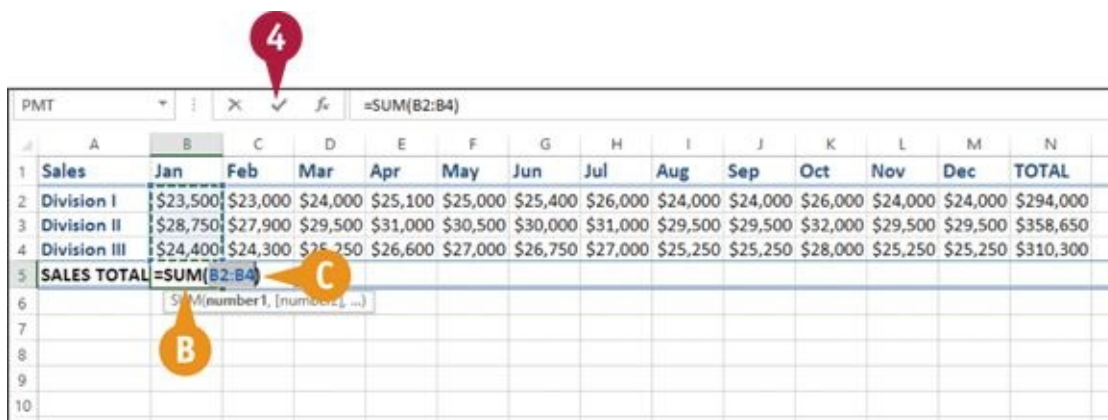 4
PMT fx =SUM(B2:B4)
A B C D E F G H I J K L M N
1 Sales Jan Feb Mar Apr May Jun Jul Aug Sep Oct Nov Dec TOTAL
2 Division I $23,500 $23,000 $24,000 $25,100 $25,000 $25,400 $26,000 $24,000 $24,000 $26,000 $24,000 $24,000 $294,000
3 Division II $28,750 $27,900 $29,500 $31,000 $30,500 $30,000 $31,000 $29,500 $29,500 $32,000 $29,500 $29,500 $358,650
4 Division III $24,400 $24,300 $25,250 $26,600 $27,000 $26,750 $27,000 $25,250 $25,250 $28,000 $25,250 $25,250 $310,300
5 SALES TOTAL =SUM(B2:B4) C
6 SUM(number1, [number2], ...)
7
8 B
9
10